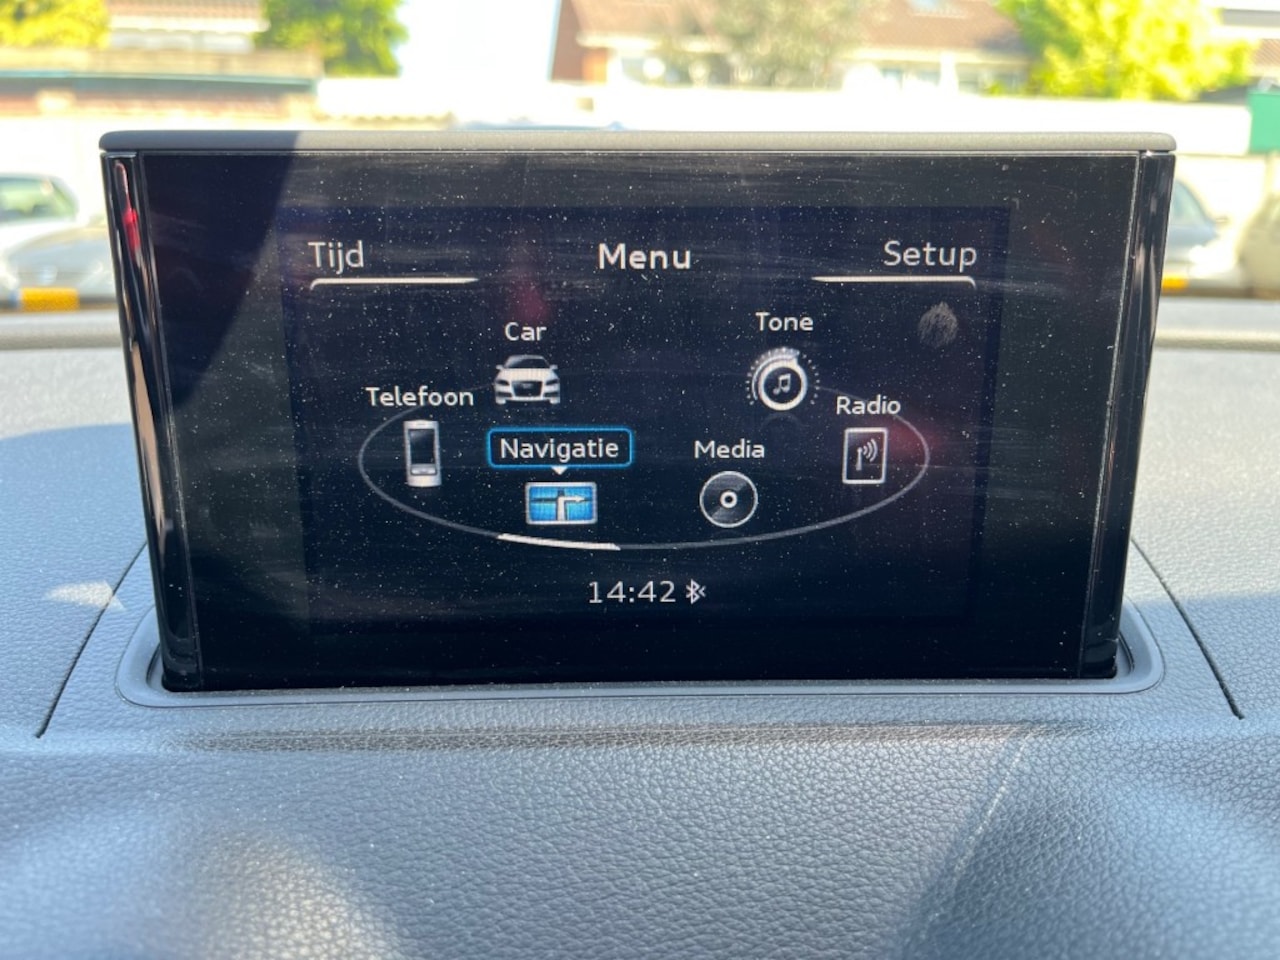 Tijd Menu Setup
Car
Tone
Telefoon
Radio
Navigatie
Media
14:42